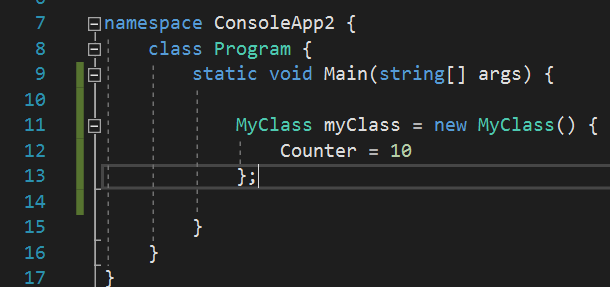 7 namespace ConsoleApp2 {
8 class Program {
9 static void Main(string[] args) {
10
11 MyClass myClass = new MyClass() {
12 Counter = 10
13 };
14
15 }
16 }
17 }